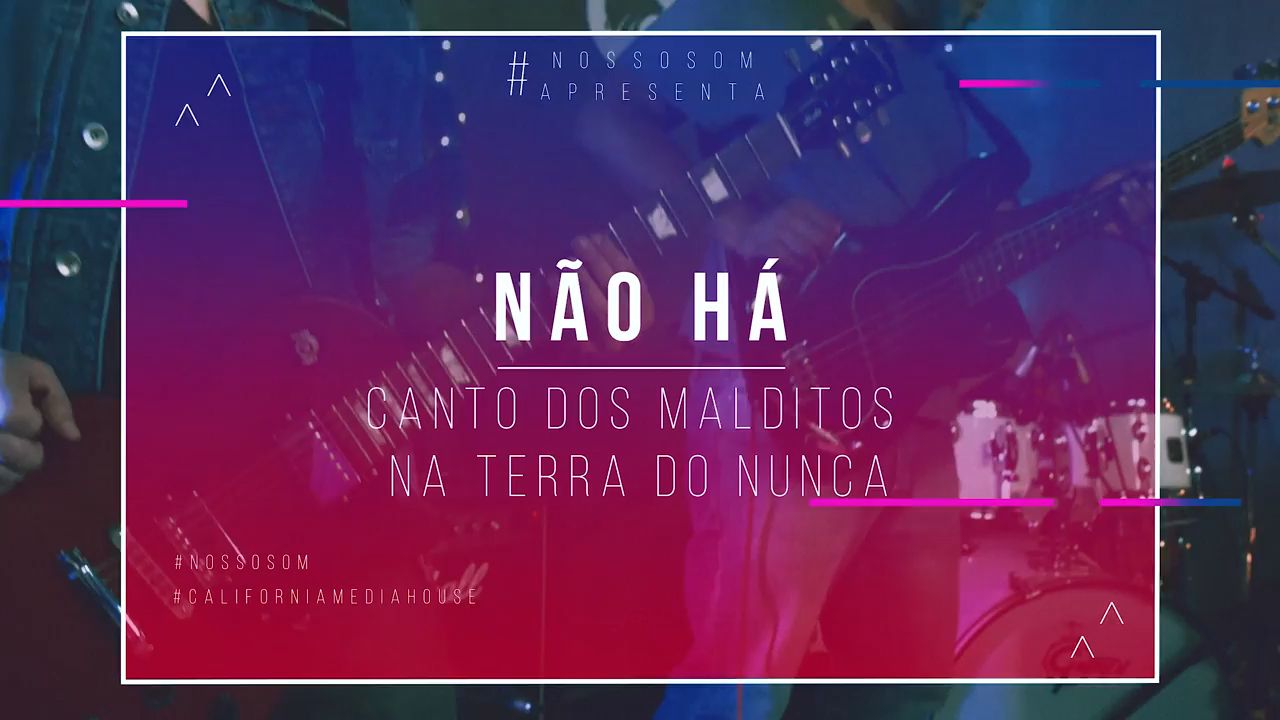 #NOSSOSOM
APRESENTA
NÃO HÁ
CANTO DOS MALDITOS
NA TERRA DO NUNCA
#NOSSOSOM
#CALIFORNIAMEDIAHOUSE